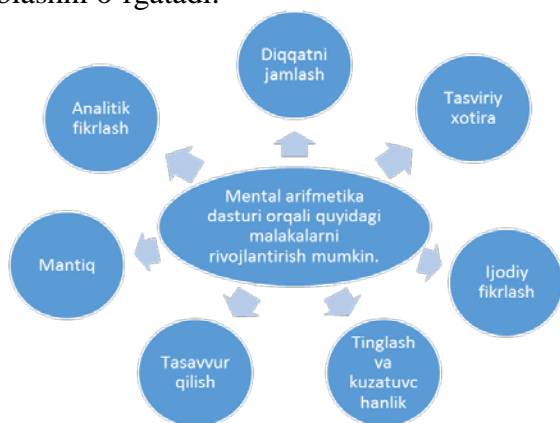 o'rgatadi.
Diqqatni
jamlash
Analitik
fikrlash
Tasviriy
xotira
Mental arifmetika
dasturi orqali quyidagi
malakalarni
rivojlantirish mumkin.
Mantiq
Ijodiy
fikrlash
Tasavvur
qilish
Tinglash
va
kuzatuvc
hanlik